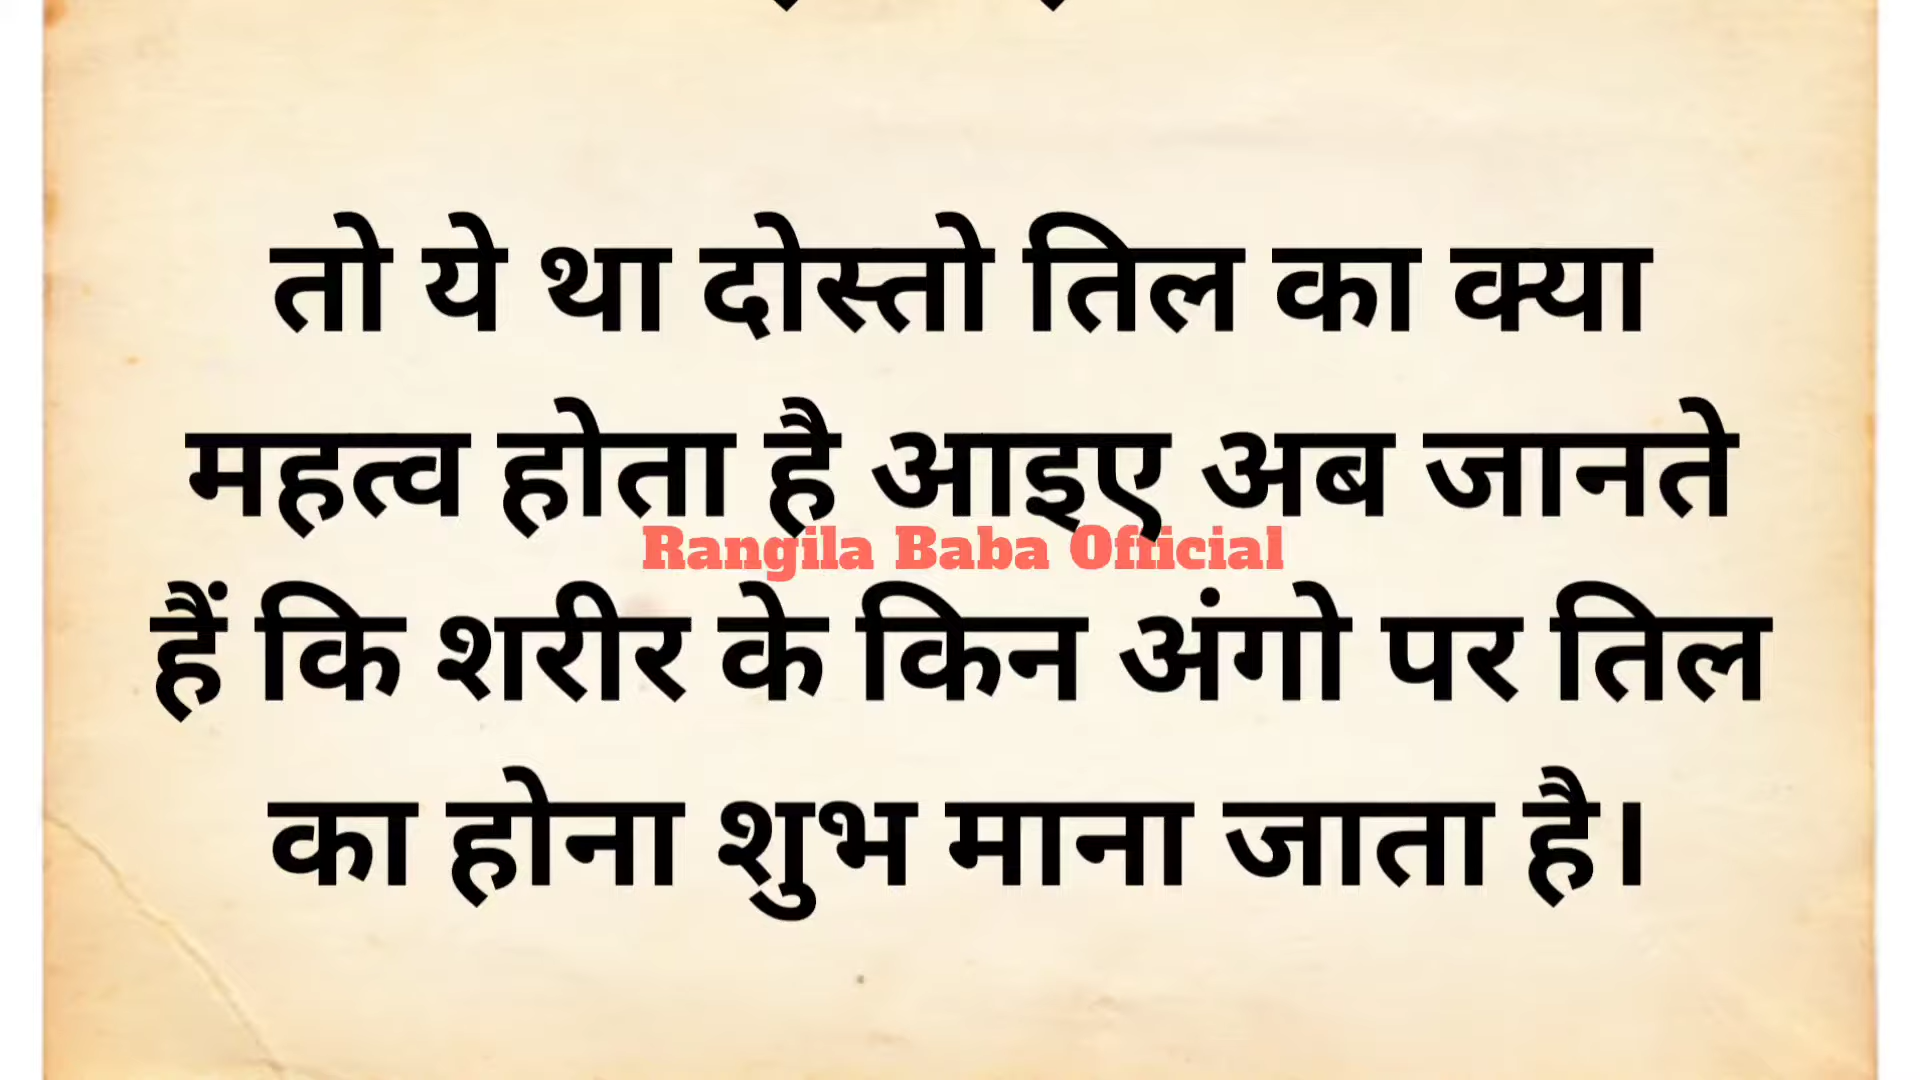 तो ये था दोस्तो तिल का क्या
महत्व होता है आइए अब जानते
Rangila Baba Official
हैं कि शरीर के किन अंगो पर तिल
का होना शुभ माना जाता है।